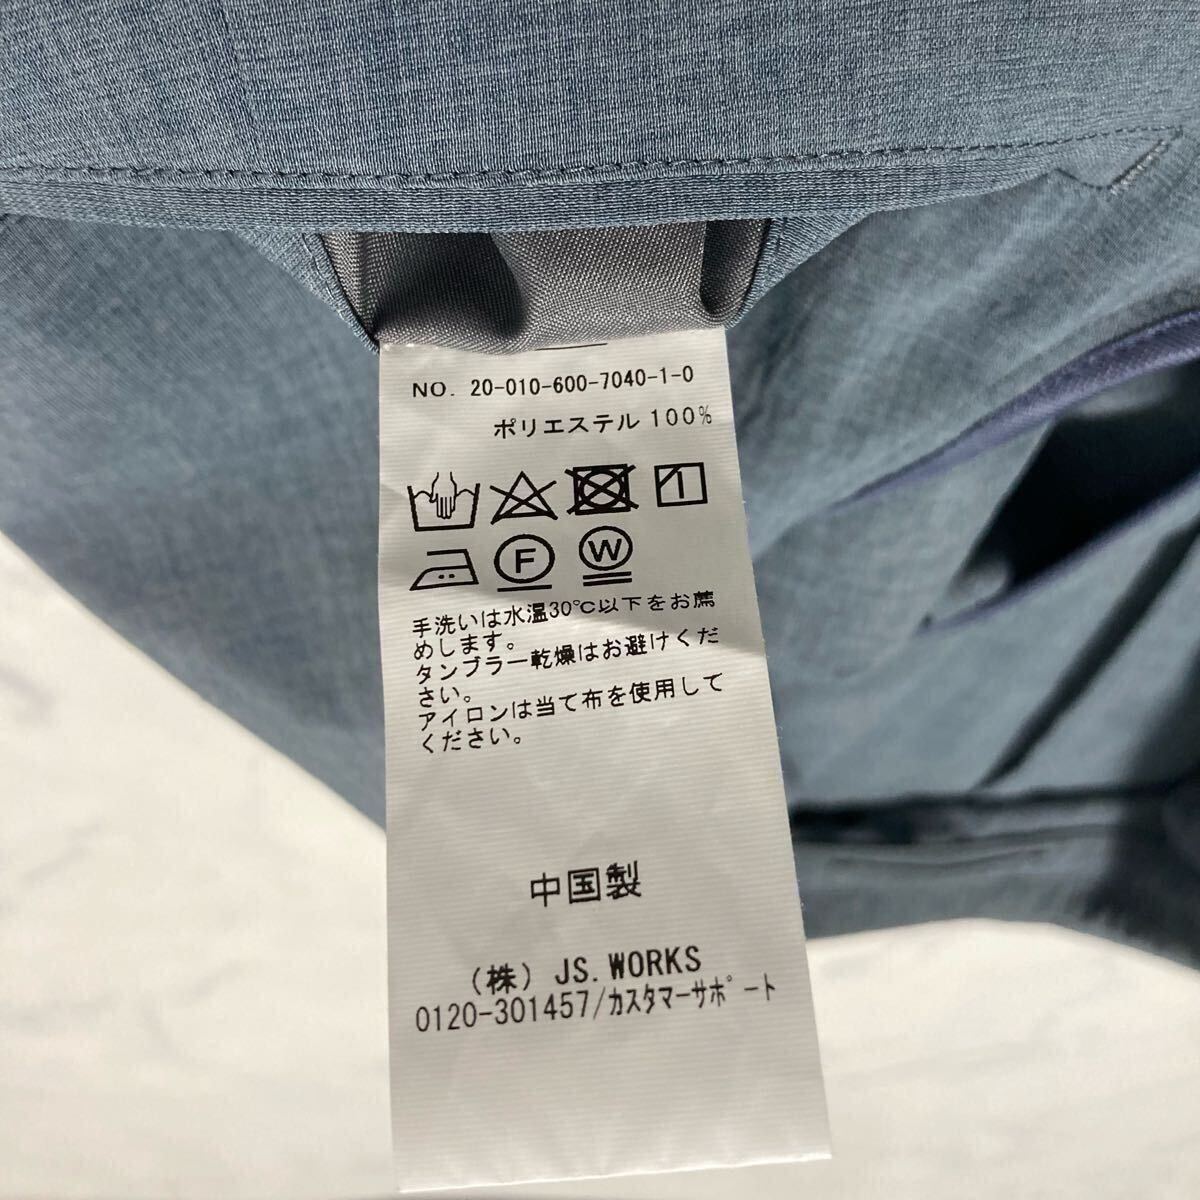 NO. 20-010-600-7040-1-0
ポリエステル 100%
F
W
手洗いは水温30℃以下をお薦
めします。
タンブラー乾燥はお避けくだ
さい。
アイロンは当て布を使用して
ください。
中国製
(株) JS.WORKS
0120-301457/カスタマーサポート